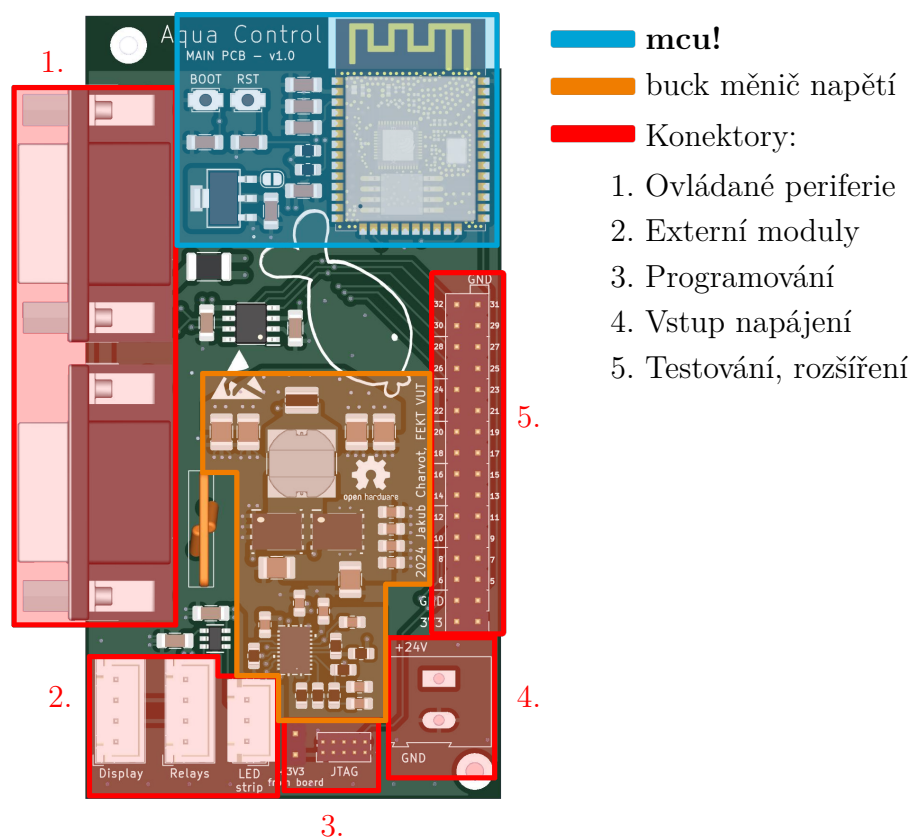 Aqua Control
MAIN PCB - v1.0
BOOT RST
1.
mcu!
buck měnič napětí
Konektory:
1. Ovládané periferie
2. Externí moduly
3. Programování
4. Vstup napájení
5. Testování, rozšíření
GND
32 31
30 29
28 27
26 25
24 23
22 21
20 19
18 17
16 15
14 13
12 11
10 9
8 7
6 5
GND
3V3
5.
2024 Jakub Charvot, FEKT VUT
open hardware
+24V
GND
4.
2.
Display
Relays
LED
strip
+3V3
from board
JTAG
3.